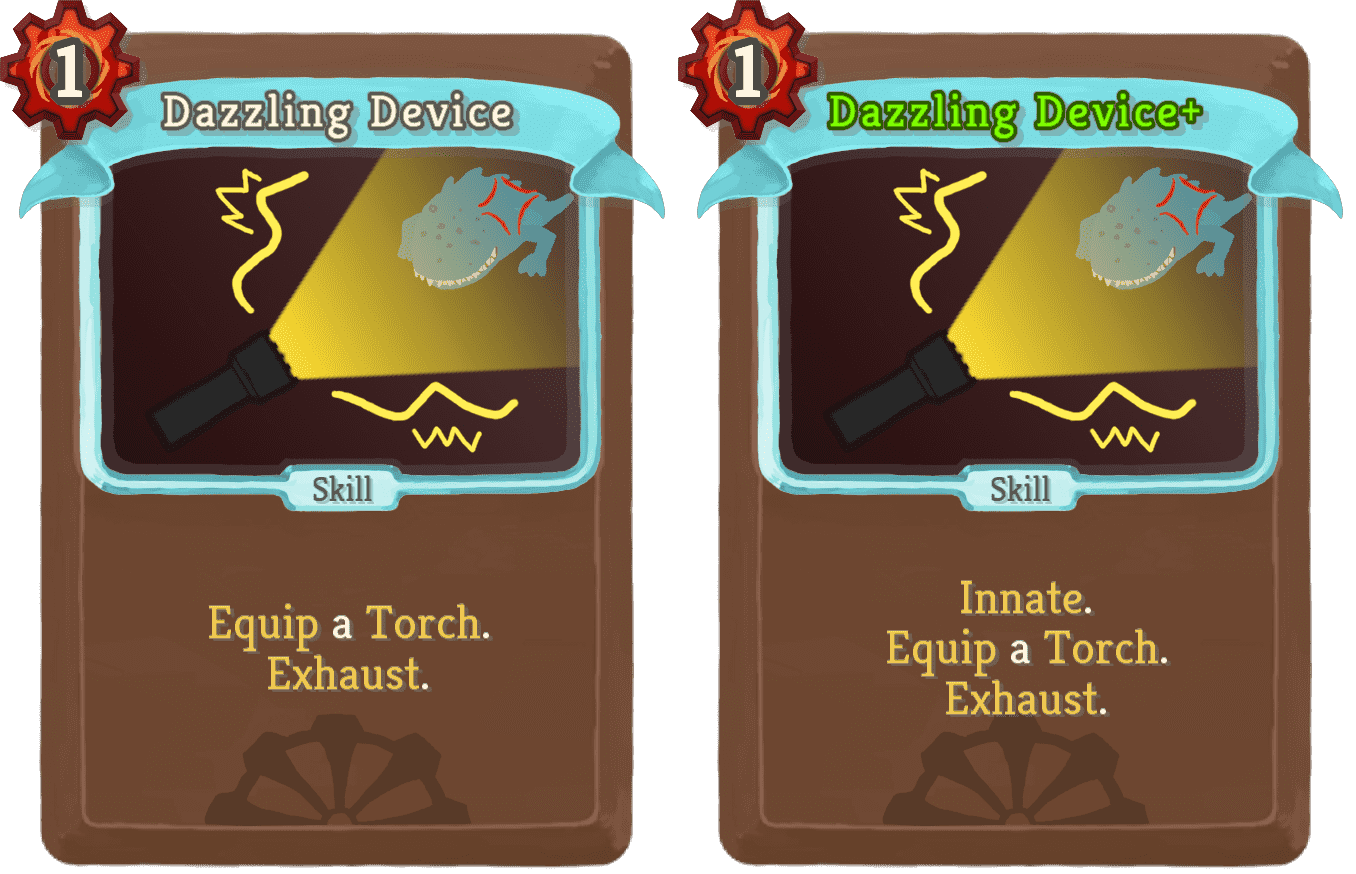 1
Dazzling Device
Skill
Equip a Torch.
Exhaust.
1
Dazzling Device+
Skill
Innate.
Equip a Torch.
Exhaust.